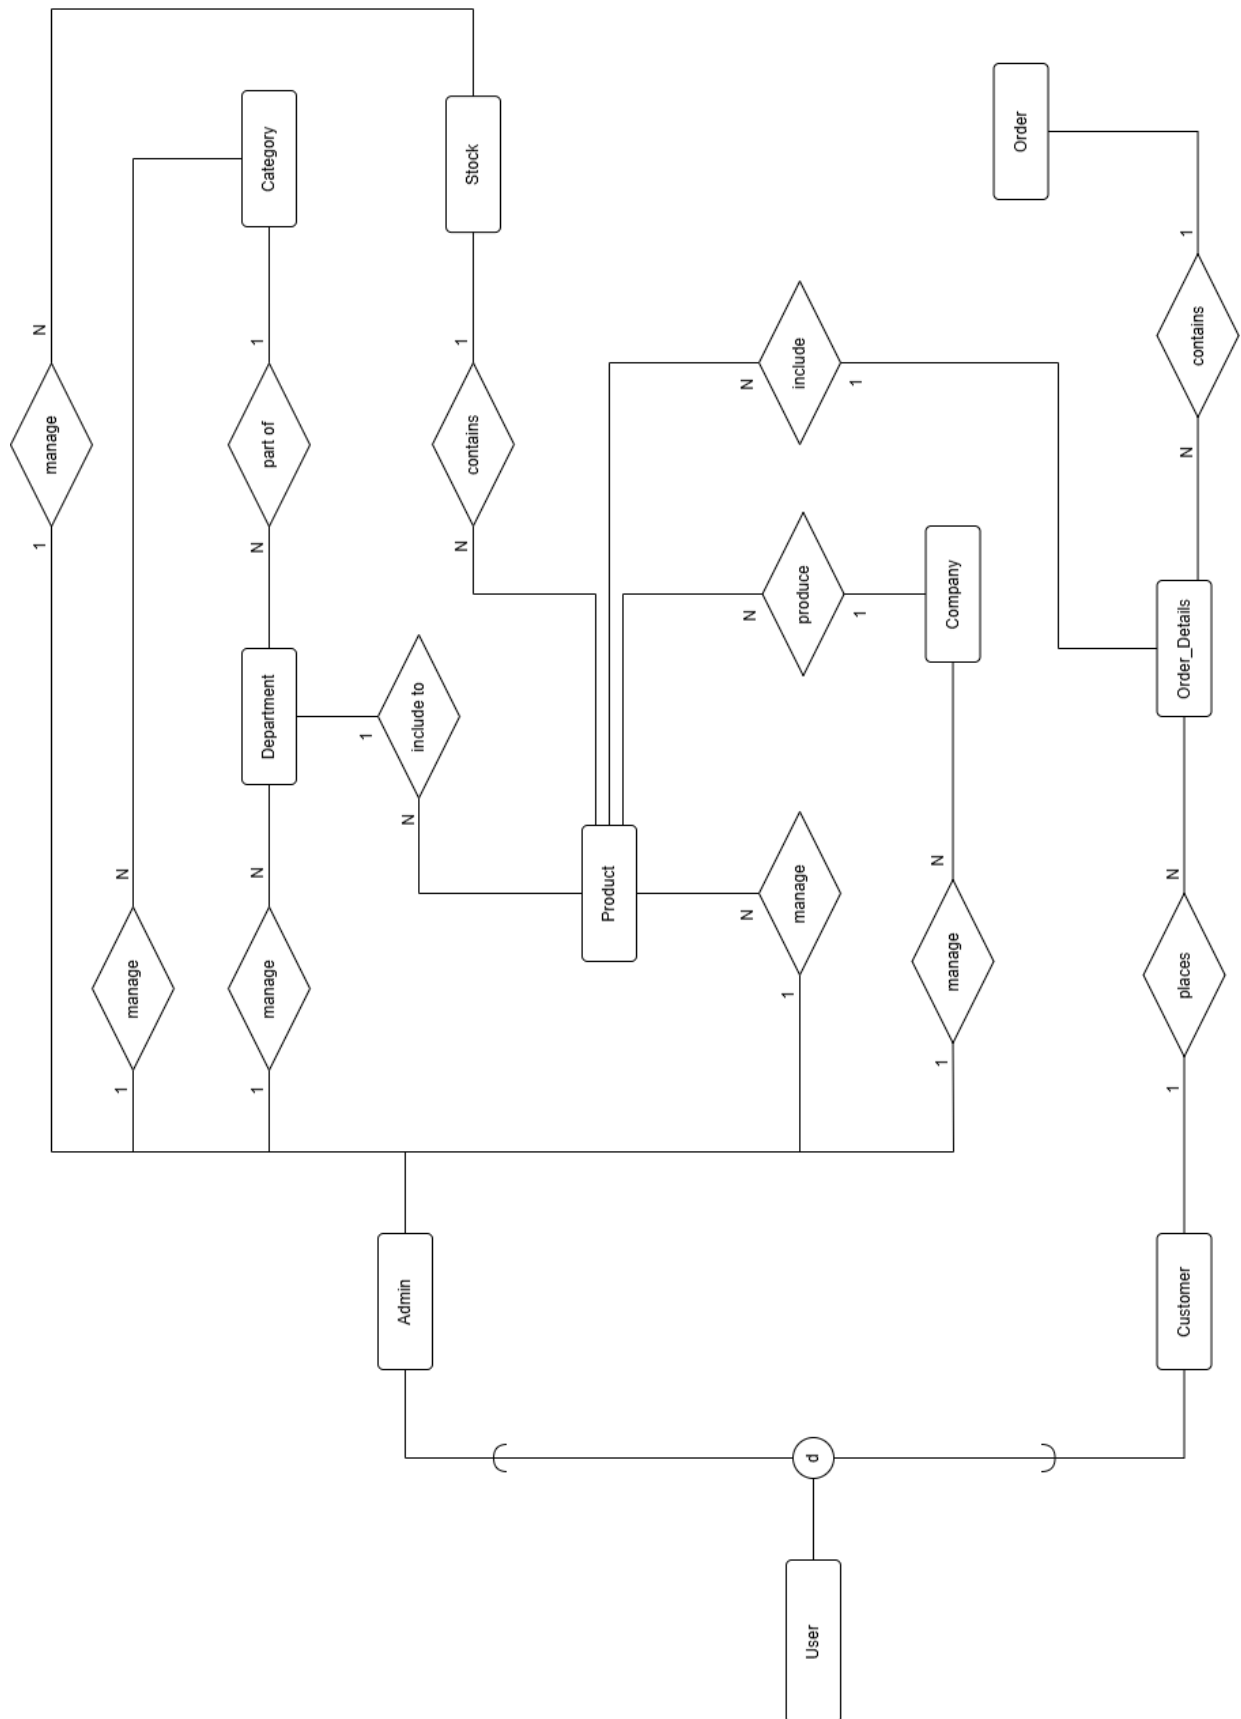 User
d
Admin
Customer
1
manage
N
1
manage
N
1
manage
N
1
manage
N
1
manage
N
1
places
N
Category
1
part of
N
Department
1
include to
N
Product
Stock
1
contains
N
N
include
1
N
produce
1
Company
Order_Details
N
contains
1
Order